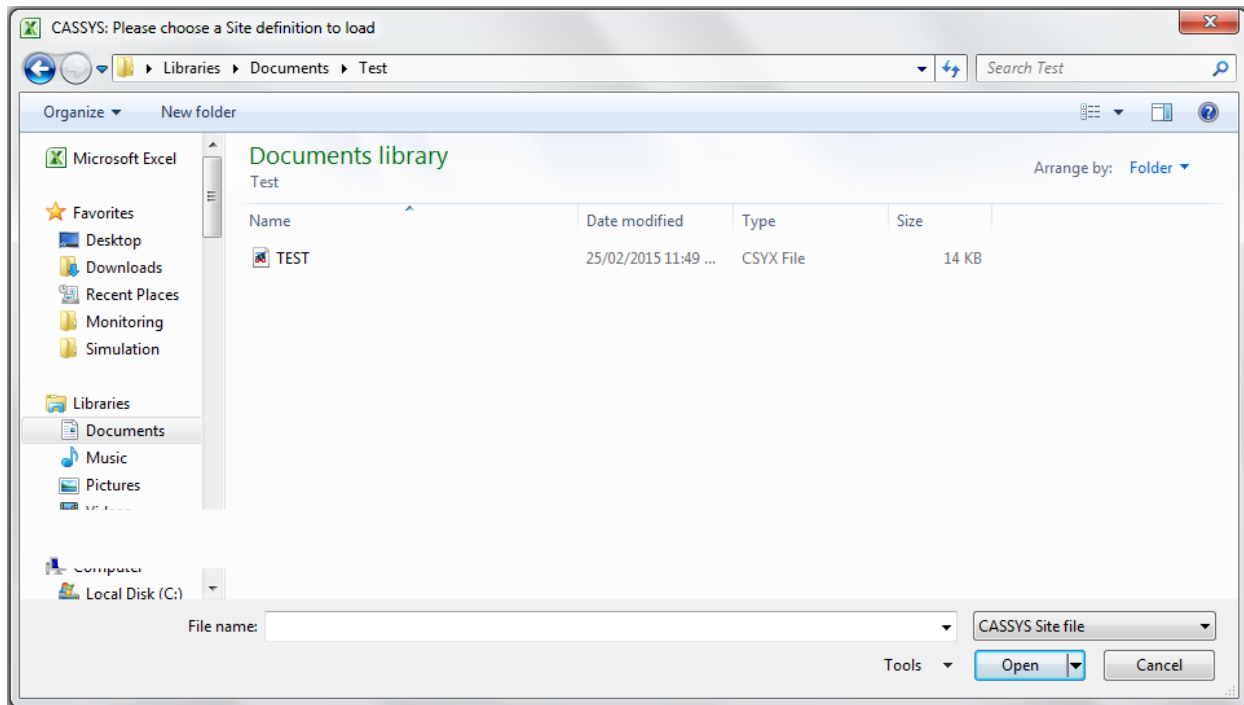 CASSYS: Please choose a Site definition to load
Libraries Documents Test
Search Test
Organize New folder
Microsoft Excel
Favorites
Desktop
Downloads
Recent Places
Monitoring
Simulation
Libraries
Documents
Music
Pictures
Local Disk (C:)
Documents library
Test
Arrange by: Folder
Name Date modified Type Size
TEST 25/02/2015 11:49 ... CSYX File 14 KB
File name:
CASSYS Site file
Tools Open Cancel